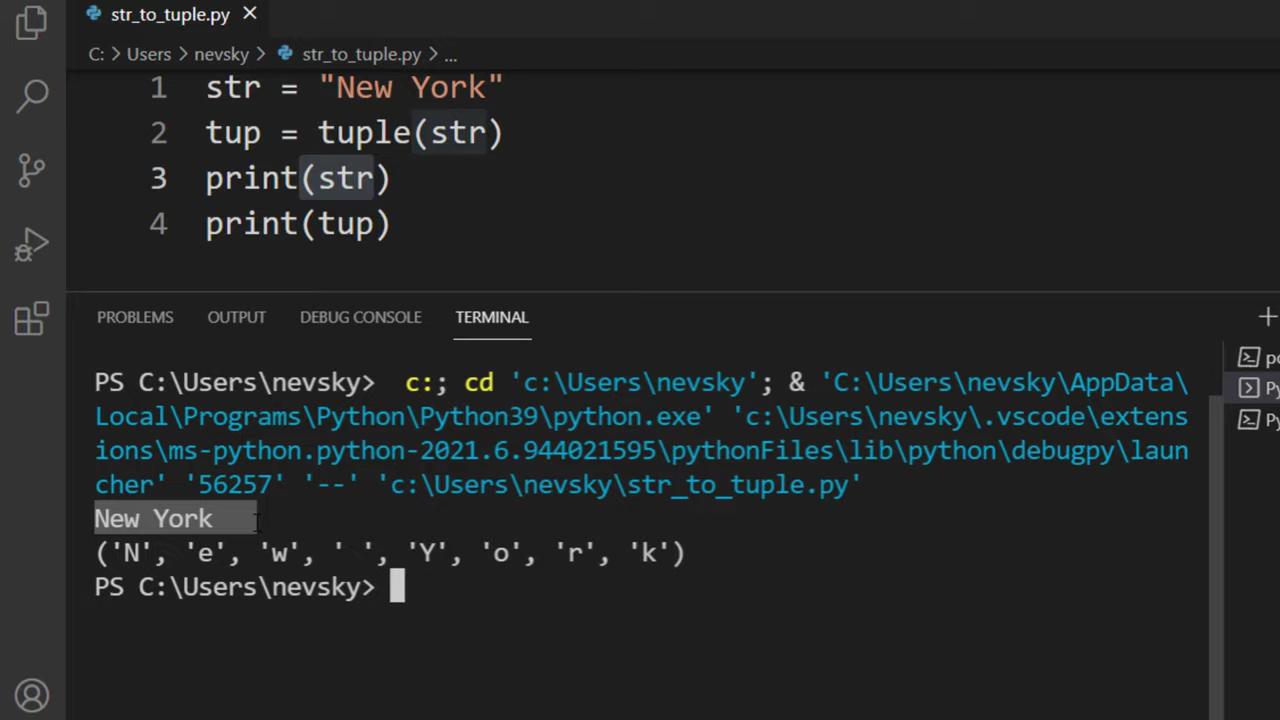 str_to_tuple.py
C: > Users > nevsky > str_to_tuple.py > ...
1 str = "New York"
2 tup = tuple(str)
3 print(str)
4 print(tup)
PROBLEMS OUTPUT DEBUG CONSOLE TERMINAL
PS C:\Users\nevsky>  c:; cd 'c:\Users\nevsky'; & 'C:\Users\nevsky\AppData\
Local\Programs\Python\Python39\python.exe' 'c:\Users\nevsky\.vscode\extens
ions\ms-python.python-2021.6.944021595\pythonFiles\lib\python\debugpy\laun
cher' '56257' '--' 'c:\Users\nevsky\str_to_tuple.py'
New York
('N', 'e', 'w', ' ', 'Y', 'o', 'r', 'k')
PS C:\Users\nevsky>